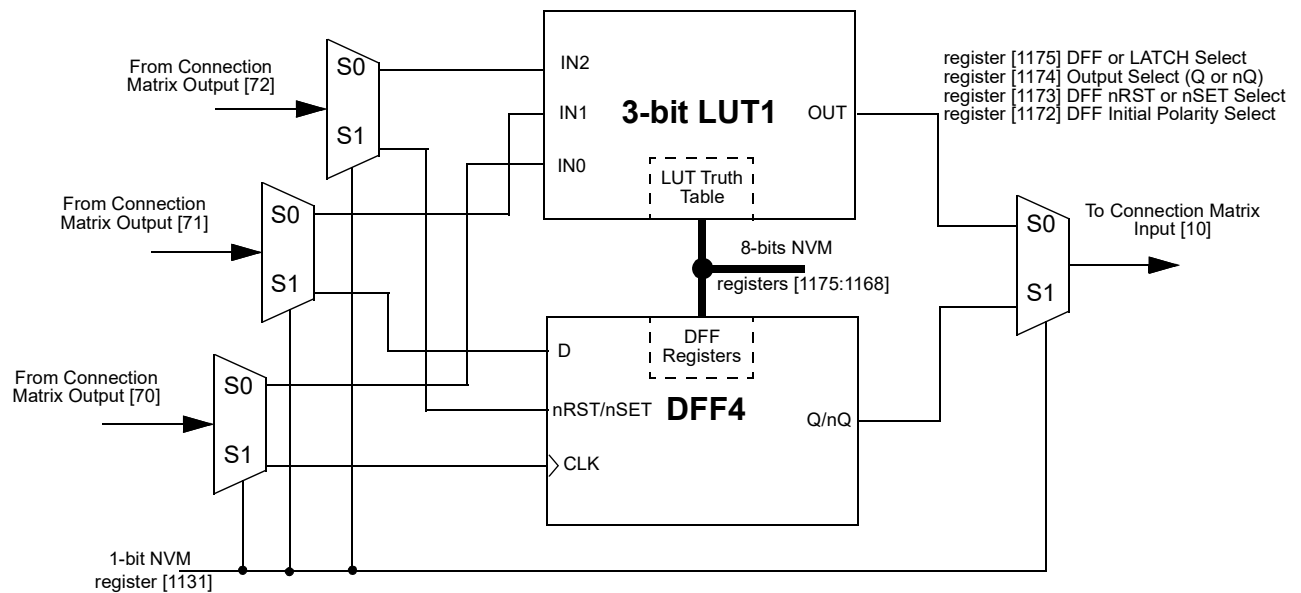 From Connection
Matrix Output [72]
S0
S1
IN2
IN1
IN0
3-bit LUT1
OUT
LUT Truth
Table
register [1175] DFF or LATCH Select
register [1174] Output Select (Q or nQ)
register [1173] DFF nRST or nSET Select
register [1172] DFF Initial Polarity Select
From Connection
Matrix Output [71]
S0
S1
8-bits NVM
registers [1175:1168]
S0
S1
To Connection Matrix
Input [10]
From Connection
Matrix Output [70]
S0
S1
D
nRST/nSET
CLK
DFF
Registers
DFF4
Q/nQ
1-bit NVM
register [1131]